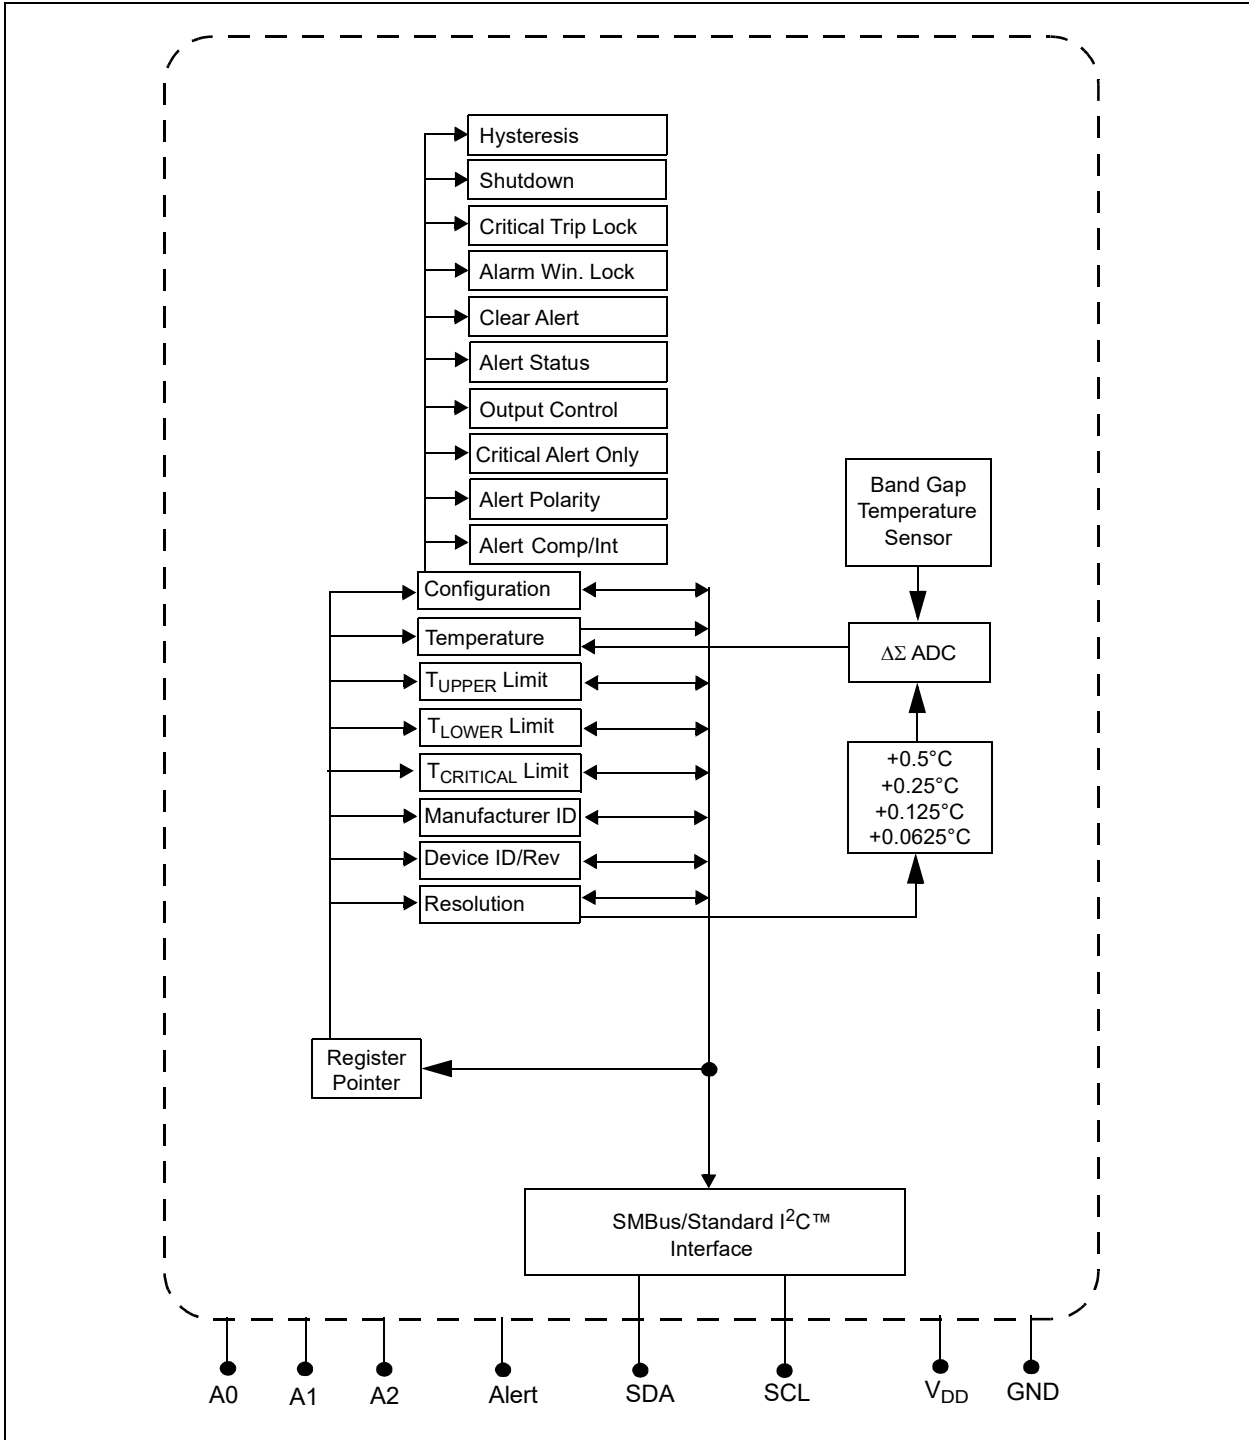 Hysteresis
Shutdown
Critical Trip Lock
Alarm Win. Lock
Clear Alert
Alert Status
Output Control
Critical Alert Only
Alert Polarity
Alert Comp/Int
Configuration
Temperature
TUPPER Limit
TLOWER Limit
TCRITICAL Limit
Manufacturer ID
Device ID/Rev
Resolution
Band Gap
Temperature
Sensor
ΔΣ ADC
+0.5°C
+0.25°C
+0.125°C
+0.0625°C
Register
Pointer
SMBus/Standard I²C™
Interface
A0
A1
A2
Alert
SDA
SCL
VDD
GND